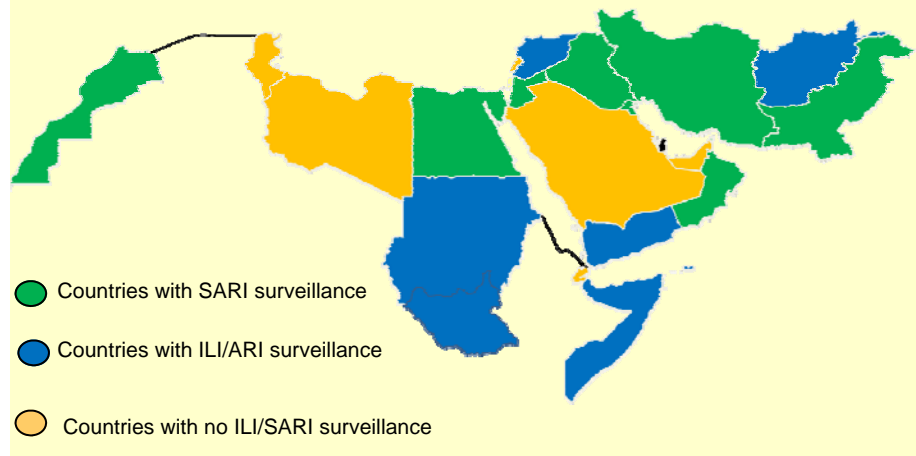 Countries with SARI surveillance
Countries with ILI/ARI surveillance
Countries with no ILI/SARI surveillance